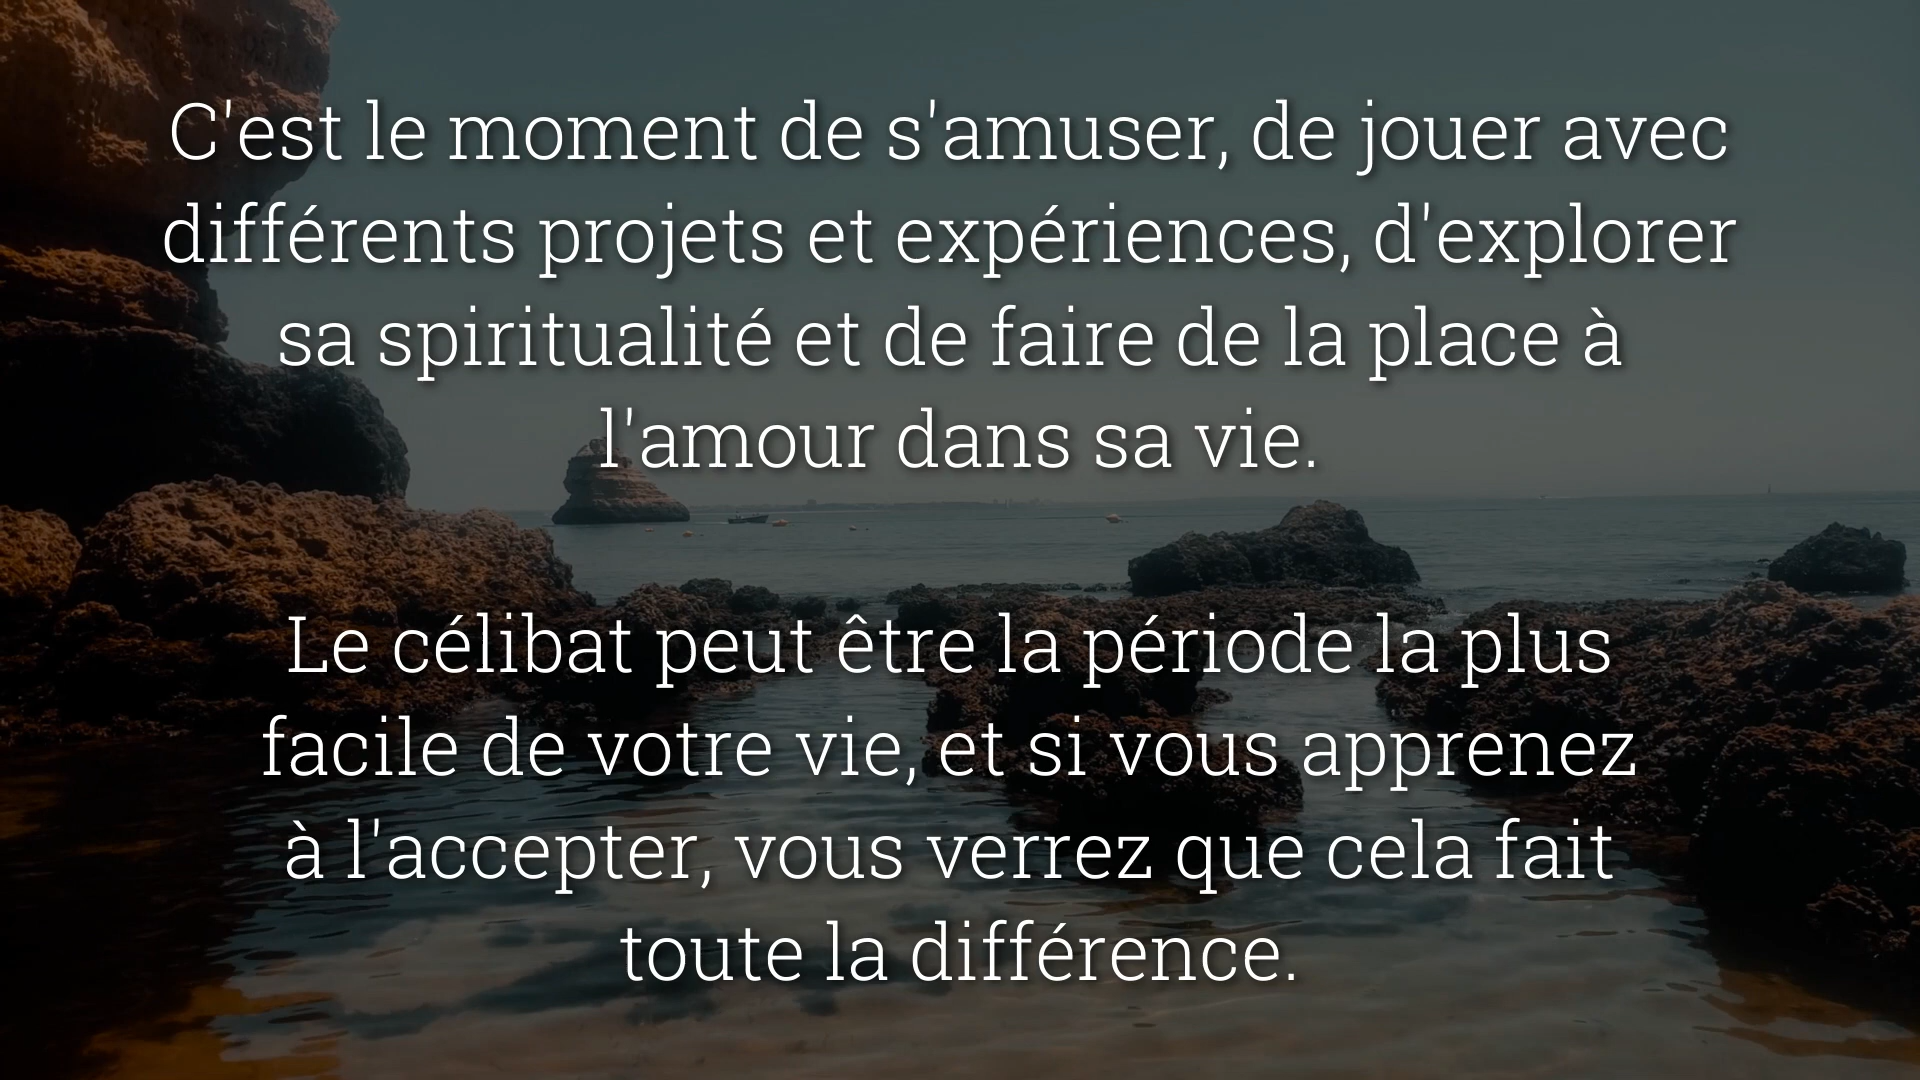 C'est le moment de s'amuser, de jouer avec
différents projets et expériences, d'explorer
sa spiritualité et de faire de la place à
l'amour dans sa vie.
Le célibat peut être la période la plus
facile de votre vie, et si vous apprenez
à l'accepter, vous verrez que cela fait
toute la différence.